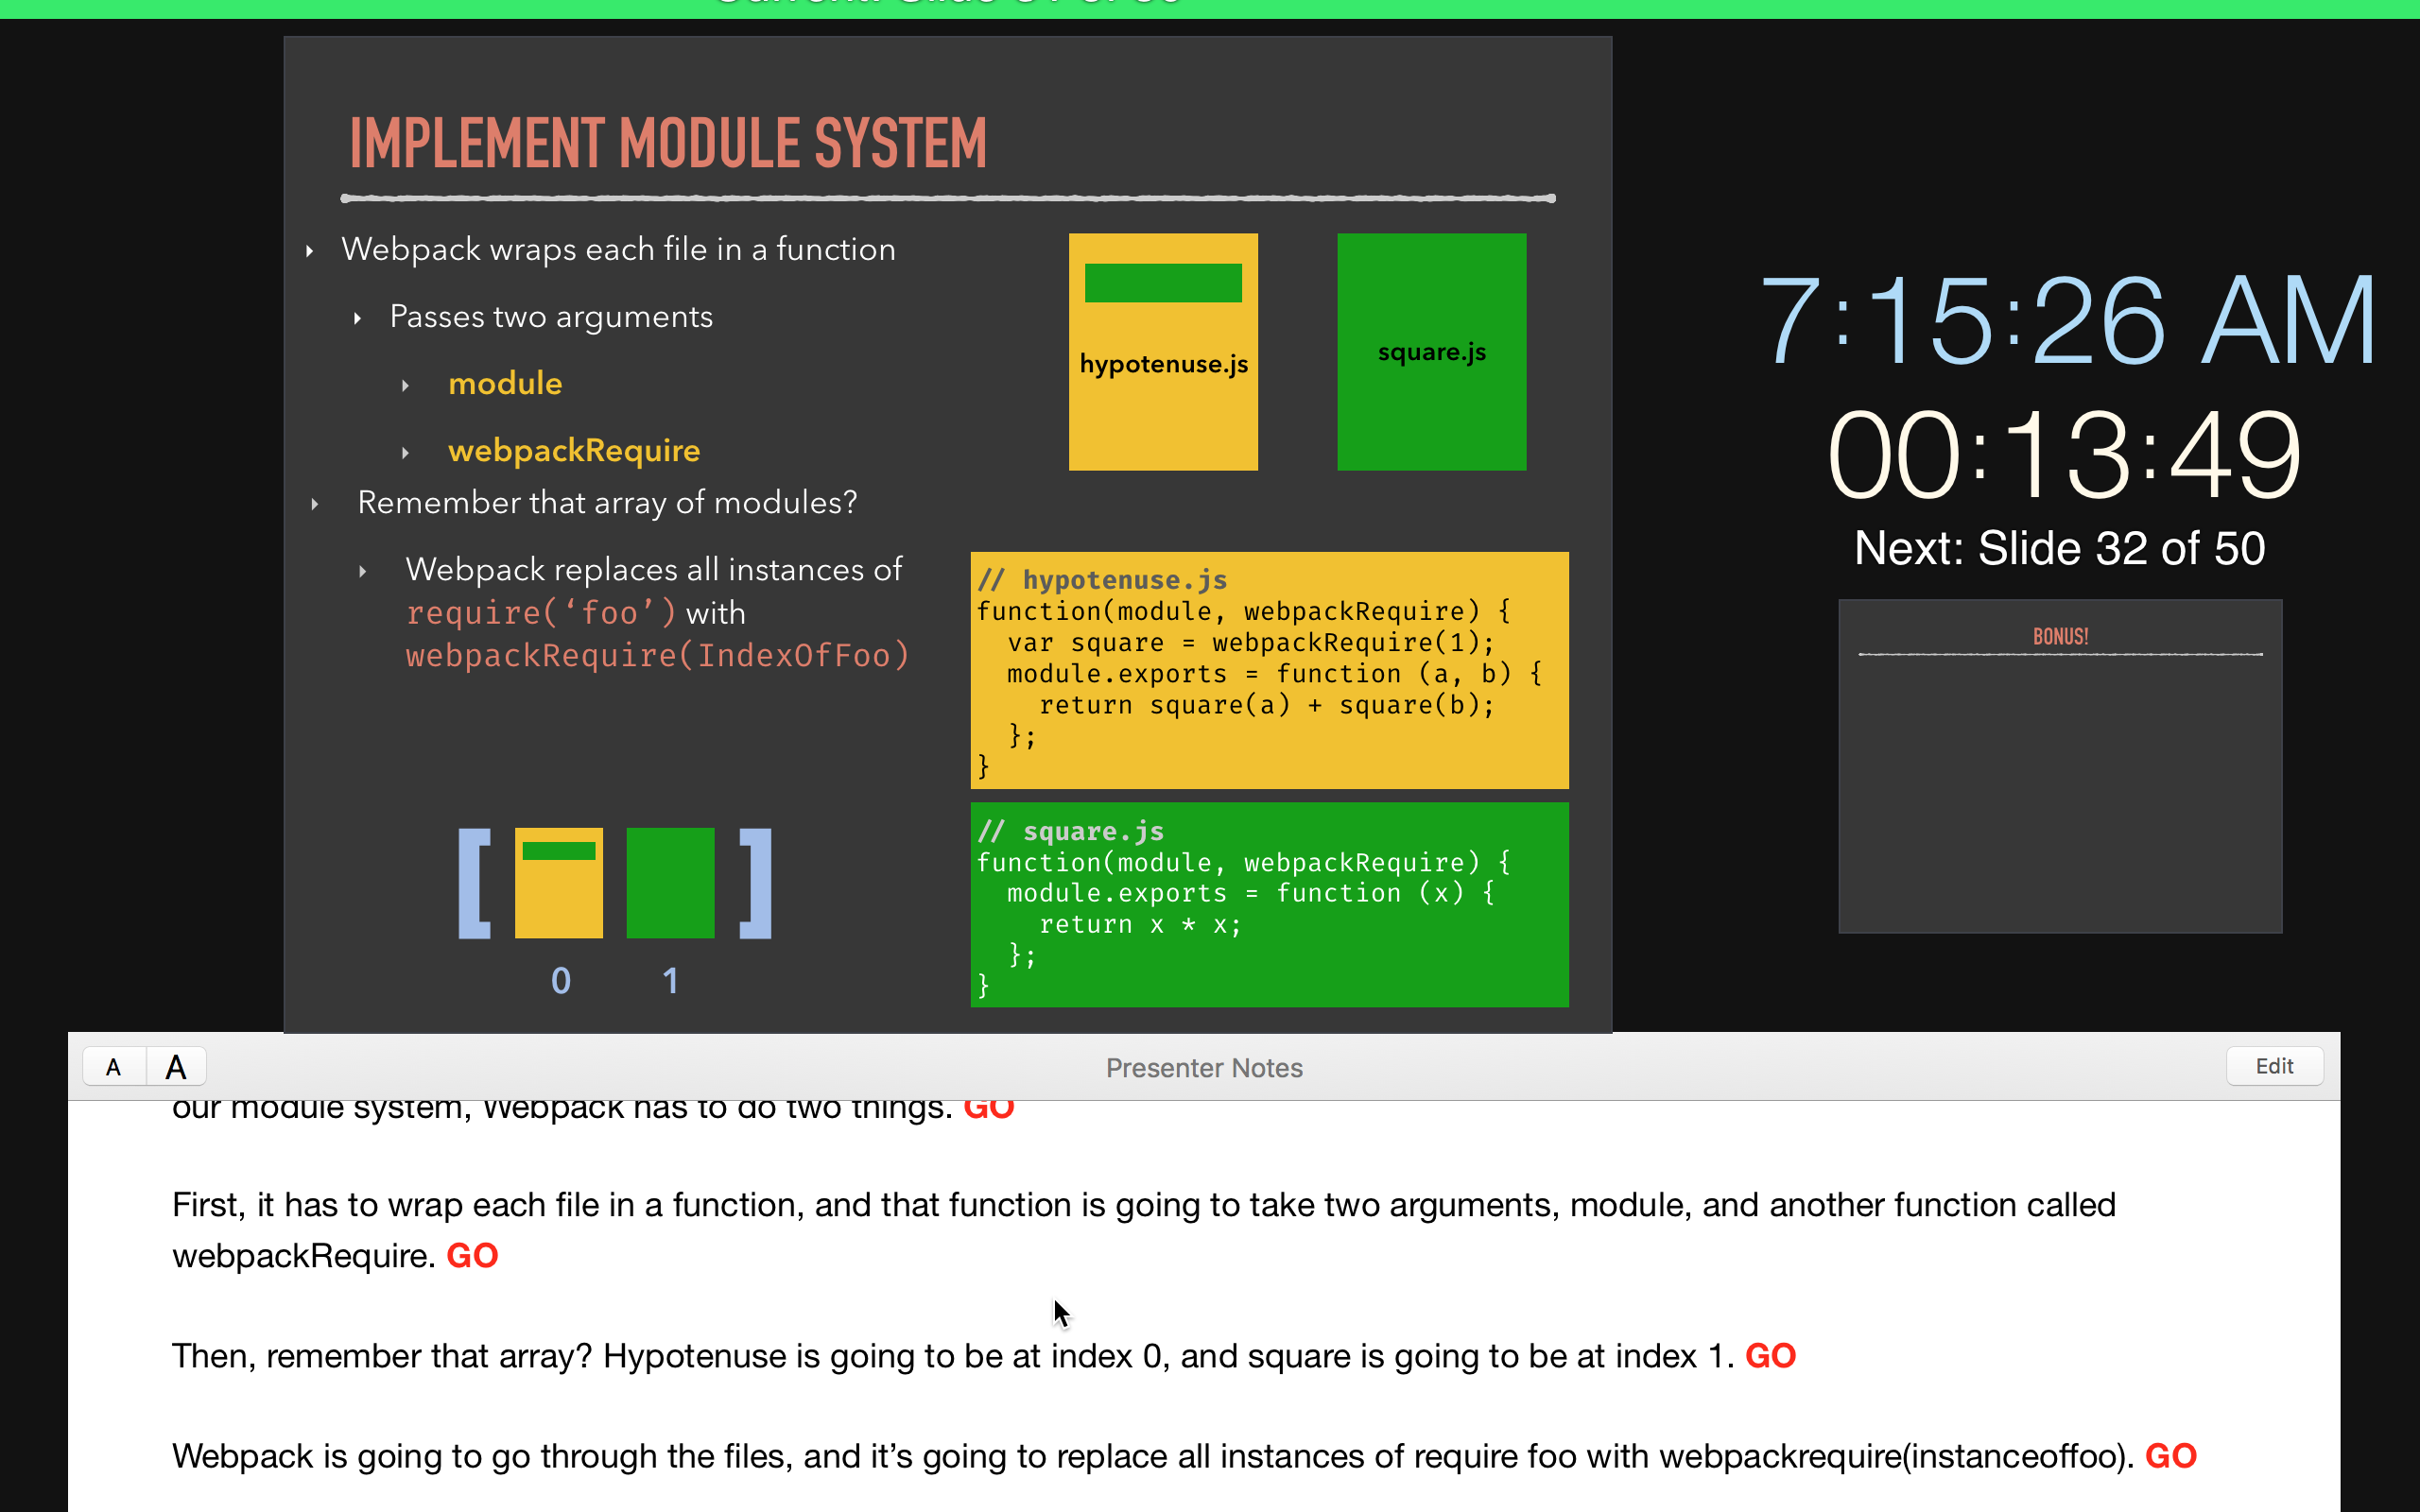 IMPLEMENT MODULE SYSTEM
Webpack wraps each file in a function
Passes two arguments
module
webpackRequire
Remember that array of modules?
Webpack replaces all instances of
require(‘foo’) with
webpackRequire(IndexOfFoo)
[ ]
0 1
hypotenuse.js
square.js
// hypotenuse.js
function(module, webpackRequire) {
  var square = webpackRequire(1);
  module.exports = function (a, b) {
    return square(a) + square(b);
  };
}
// square.js
function(module, webpackRequire) {
  module.exports = function (x) {
    return x * x;
  };
}
7:15:26 AM
00:13:49
Next: Slide 32 of 50
BONUS!
A A
Presenter Notes
Edit
our module system, Webpack has to do two things. GO
First, it has to wrap each file in a function, and that function is going to take two arguments, module, and another function called
webpackRequire. GO
Then, remember that array? Hypotenuse is going to be at index 0, and square is going to be at index 1. GO
Webpack is going to go through the files, and it’s going to replace all instances of require foo with webpackrequire(instanceoffoo). GO